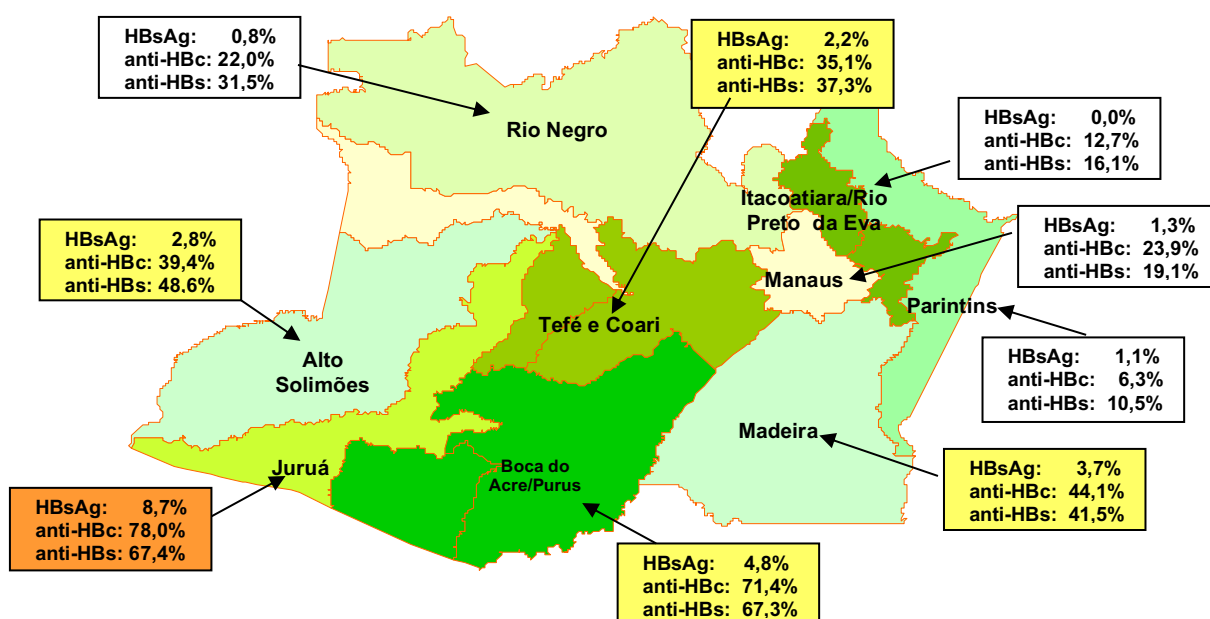 HBsAg: 0,8%
anti-HBc: 22,0%
anti-HBs: 31,5%
HBsAg: 2,2%
anti-HBc: 35,1%
anti-HBs: 37,3%
HBsAg: 0,0%
anti-HBc: 12,7%
anti-HBs: 16,1%
Rio Negro
Itacoatiara/Rio
Preto da Eva
HBsAg: 1,3%
anti-HBc: 23,9%
anti-HBs: 19,1%
HBsAg: 2,8%
anti-HBc: 39,4%
anti-HBs: 48,6%
Manaus
Parintins
Tefé e Coari
Alto
Solimões
HBsAg: 1,1%
anti-HBc: 6,3%
anti-HBs: 10,5%
Madeira
Juruá
Boca do
Acre/Purus
HBsAg: 3,7%
anti-HBc: 44,1%
anti-HBs: 41,5%
HBsAg: 8,7%
anti-HBc: 78,0%
anti-HBs: 67,4%
HBsAg: 4,8%
anti-HBc: 71,4%
anti-HBs: 67,3%